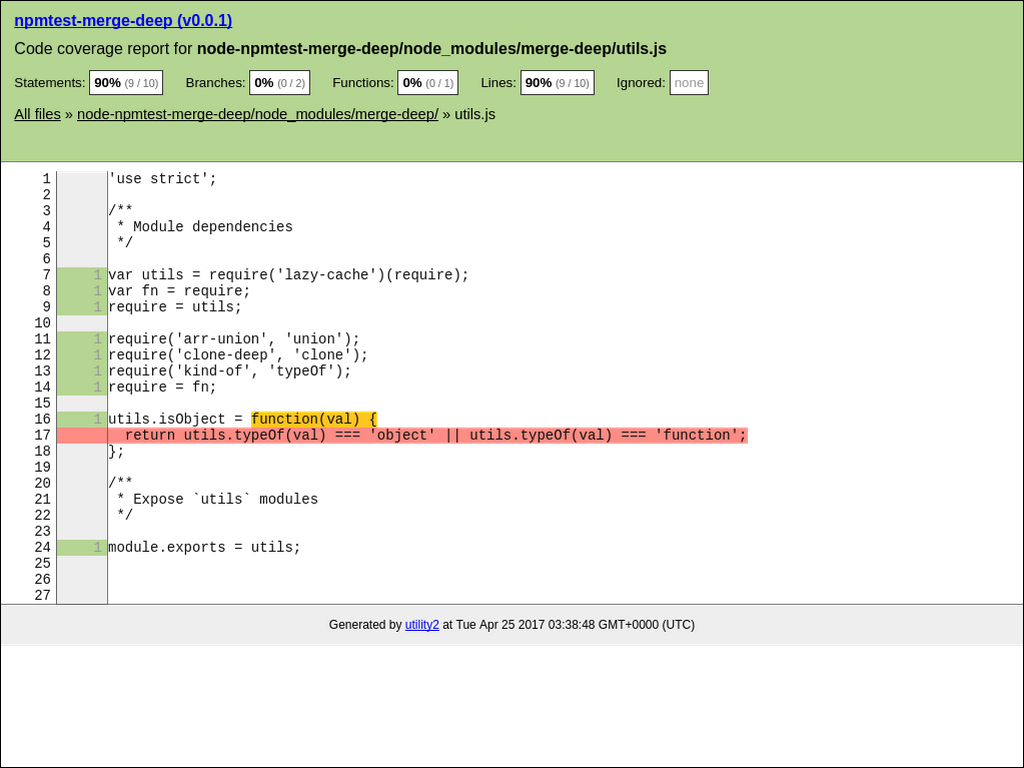 npmtest-merge-deep (v0.0.1)
Code coverage report for node-npmtest-merge-deep/node_modules/merge-deep/utils.js
Statements: 90% (9 / 10) Branches: 0% (0 / 2) Functions: 0% (0 / 1) Lines: 90% (9 / 10) Ignored: none
All files » node-npmtest-merge-deep/node_modules/merge-deep/ » utils.js
1 'use strict';
2
3 /**
4  * Module dependencies
5  */
6
7 1 var utils = require('lazy-cache')(require);
8 1 var fn = require;
9 1 require = utils;
10
11 1 require('arr-union', 'union');
12 1 require('clone-deep', 'clone');
13 1 require('kind-of', 'typeOf');
14 1 require = fn;
15
16 1 utils.isObject = function(val) {
17   return utils.typeOf(val) === 'object' || utils.typeOf(val) === 'function';
18 };
19
20 /**
21  * Expose `utils` modules
22  */
23
24 1 module.exports = utils;
25
26
27
Generated by utility2 at Tue Apr 25 2017 03:38:48 GMT+0000 (UTC)